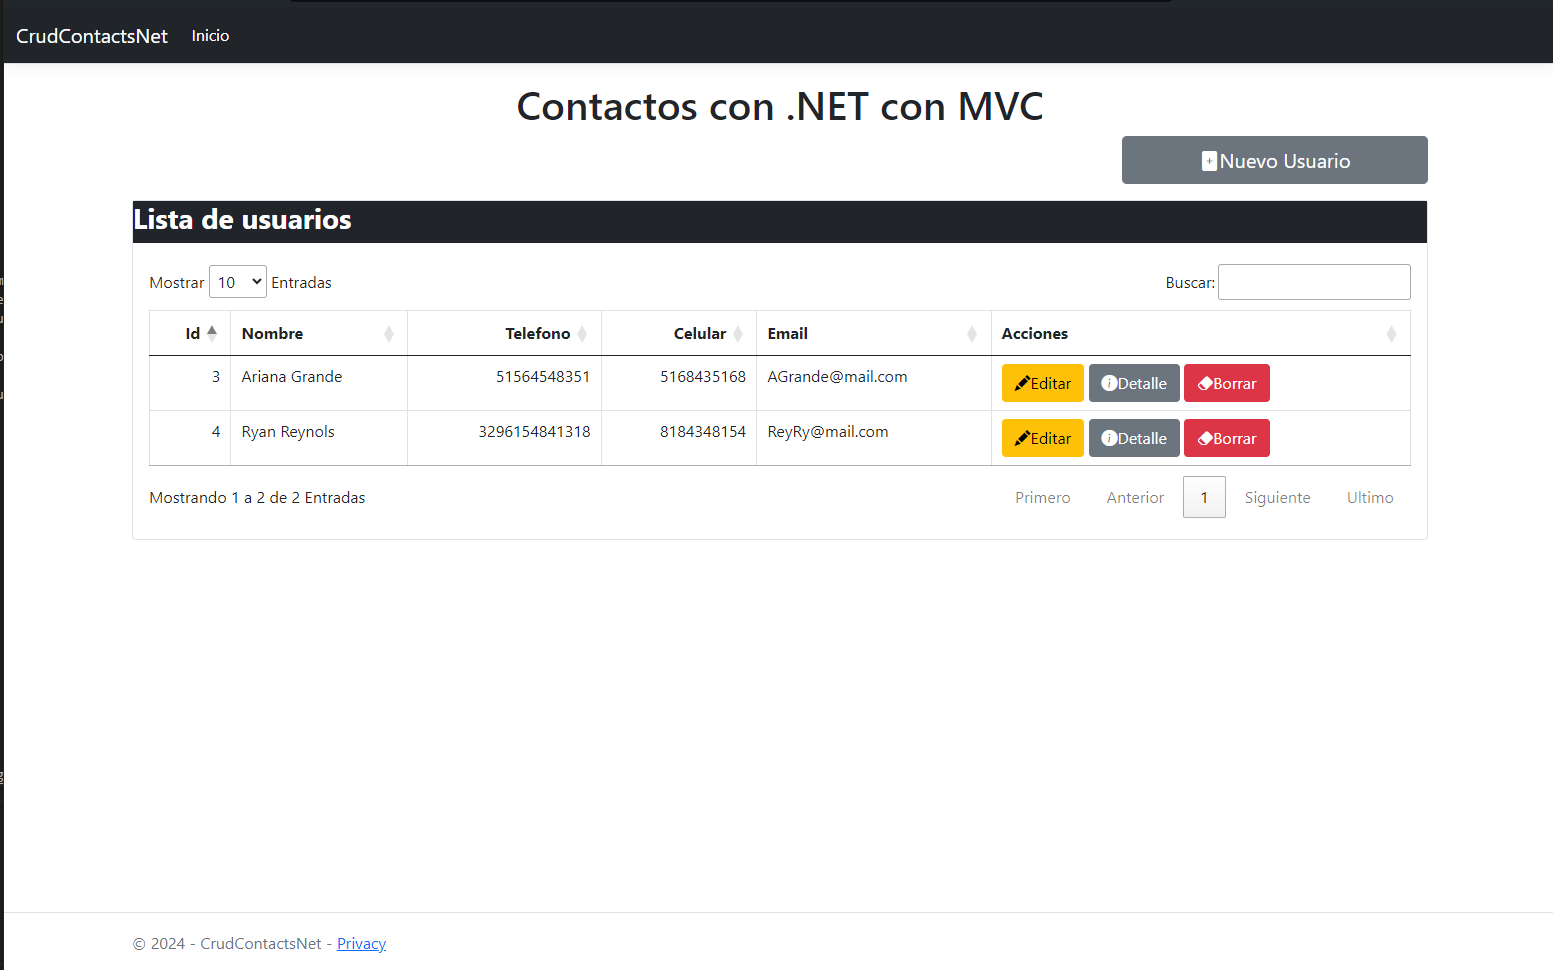 CrudContactsNet Inicio
Contactos con .NET con MVC
Nuevo Usuario
Lista de usuarios
Mostrar 10 Entradas Buscar:
Id Nombre Telefono Celular Email Acciones
3 Ariana Grande 51564548351 5168435168 AGrande@mail.com Editar Detalle Borrar
4 Ryan Reynols 3296154841318 8184348154 ReyRy@mail.com Editar Detalle Borrar
Mostrando 1 a 2 de 2 Entradas Primero Anterior 1 Siguiente Ultimo
© 2024 - CrudContactsNet - Privacy